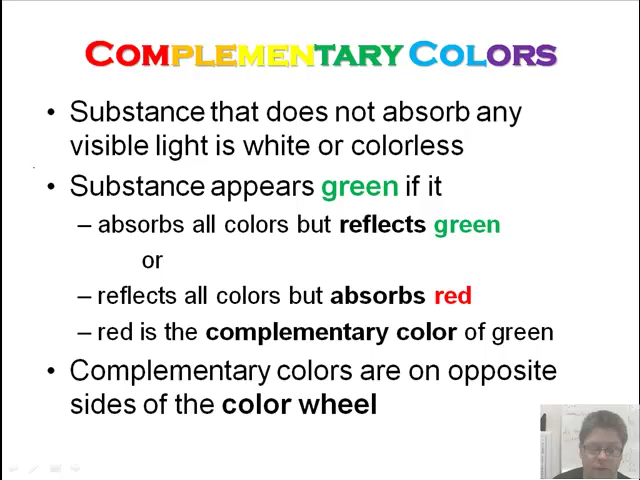 COMPLEMENTARY COLORS
• Substance that does not absorb any
visible light is white or colorless
• Substance appears green if it
– absorbs all colors but reflects green
or
– reflects all colors but absorbs red
– red is the complementary color of green
• Complementary colors are on opposite
sides of the color wheel